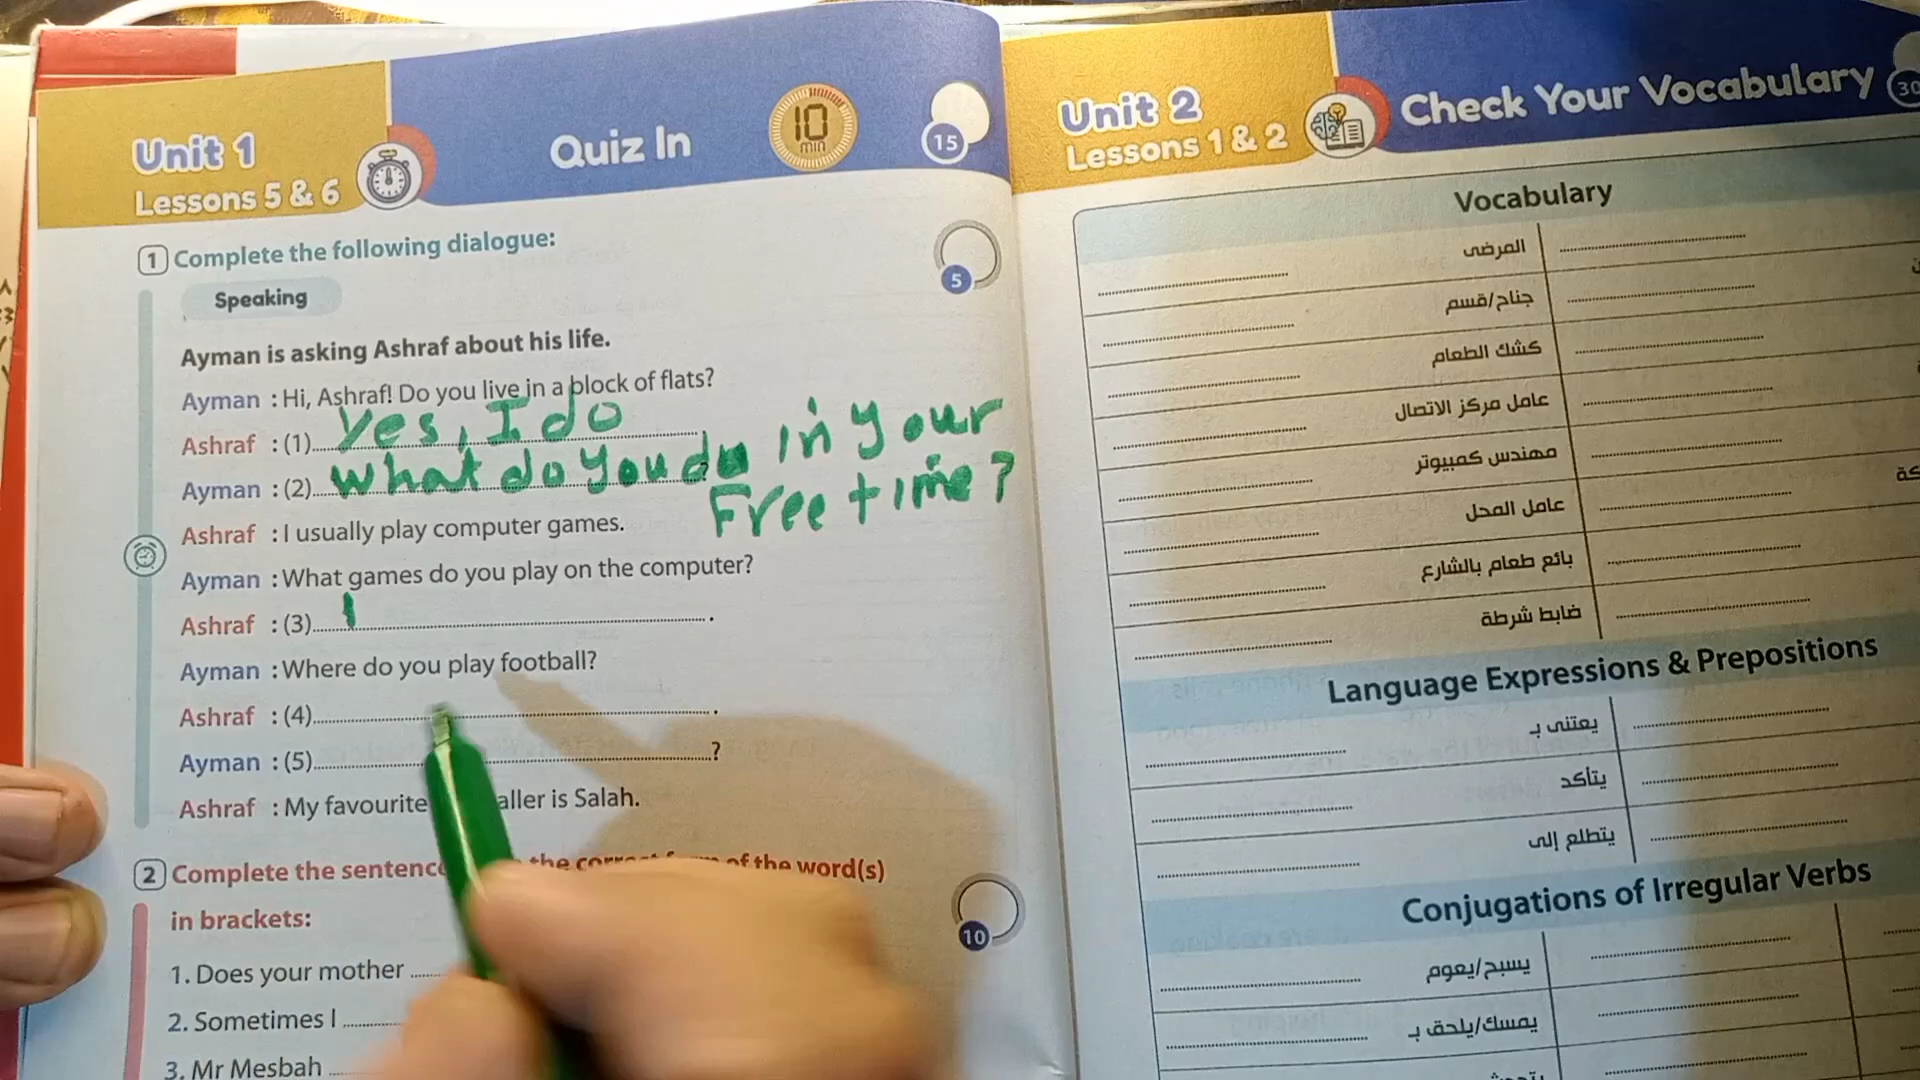 Unit 1
Lessons 5 & 6
Quiz In
10
min
15
1 Complete the following dialogue:
5
Speaking
Ayman is asking Ashraf about his life.
Ayman : Hi, Ashraf! Do you live in a block of flats?
Ashraf : (1) Yes, I do
Ayman : (2) What do you do in your Free time?
Ashraf : I usually play computer games.
Ayman : What games do you play on the computer?
Ashraf : (3) .
Ayman : Where do you play football?
Ashraf : (4) .
Ayman : (5) ?
Ashraf : My favourite is Salah.
2 Complete the the of the word(s)
in brackets:
10
1. Does your mother
2. Sometimes I
3. Mr Mesbah
Unit 2
Lessons 1 & 2
Check Your Vocabulary
30
Vocabulary
المرضى
جناح/قسم
كشك الطعام
عامل مركز الاتصال
مهندس كمبيوتر
عامل المحل
بائع طعام بالشارع
ضابط شرطة
Language Expressions & Prepositions
يعتنى بـ
يتأكد
يتطلع إلى
Conjugations of Irregular Verbs
يسبح/يعوم
يمسك/يلحق بـ